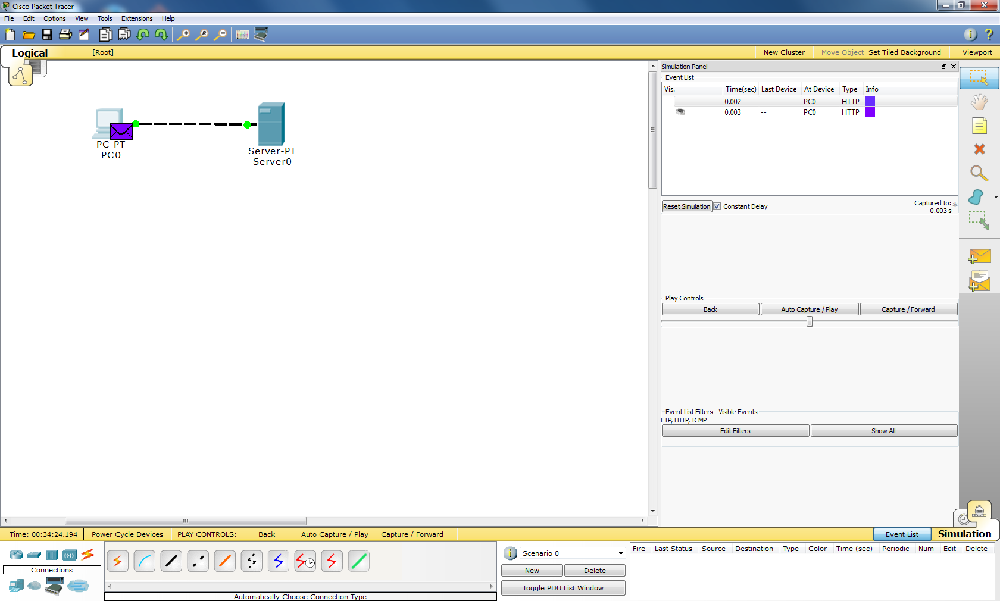 Cisco Packet Tracer
File Edit Options View Tools Extensions Help
Logical [Root] New Cluster Move Object Set Tiled Background Viewport
Simulation Panel
Event List
Vis. Time(sec) Last Device At Device Type Info
0.002 -- PC0 HTTP
0.003 -- PC0 HTTP
PC-PT
PC0
Server-PT
Server0
Reset Simulation Constant Delay
Captured to: *
0.003 s
Play Controls
Back Auto Capture / Play Capture / Forward
Event List Filters - Visible Events
FTP, HTTP, ICMP
Edit Filters Show All
Time: 00:34:24.194 Power Cycle Devices PLAY CONTROLS: Back Auto Capture / Play Capture / Forward Event List Simulation
Connections
Automatically Choose Connection Type
Scenario 0
New Delete
Toggle PDU List Window
Fire Last Status Source Destination Type Color Time (sec) Periodic Num Edit Delete